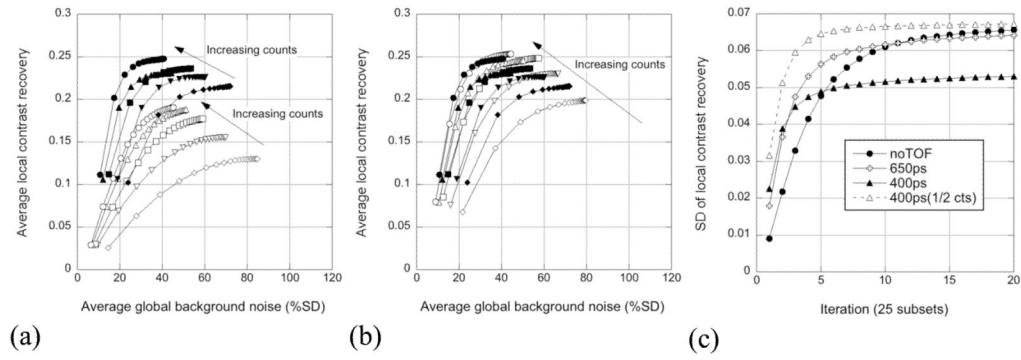 0.3
0.25
0.2
0.15
0.1
0.05
0
Average local contrast recovery
Increasing counts
Increasing counts
0 20 40 60 80 100 120
Average global background noise (%SD)
(a)
0.3
0.25
0.2
0.15
0.1
0.05
0
Average local contrast recovery
Increasing counts
0 20 40 60 80 100 120
Average global background noise (%SD)
(b)
0.07
0.06
0.05
0.04
0.03
0.02
0.01
0
SD of local contrast recovery
noTOF
650ps
400ps
400ps(1/2 cts)
0 5 10 15 20
Iteration (25 subsets)
(c)